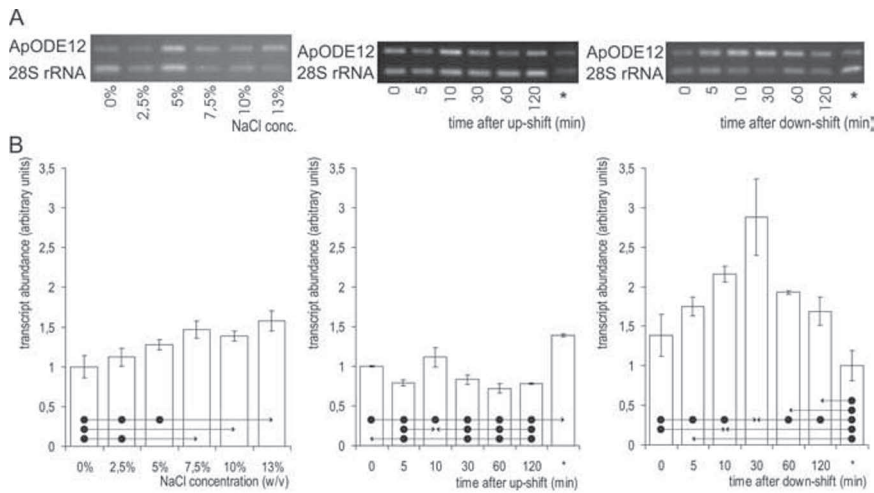 A
ApODE12
28S rRNA
0% 2,5% 5% 7,5% 10% 13%
NaCl conc.
ApODE12
28S rRNA
0 5 10 30 60 120 *
time after up-shift (min)
ApODE12
28S rRNA
0 5 10 30 60 120 *
time after down-shift (min)
B
transcript abundance (arbitrary units)
3,5
3
2,5
2
1,5
1
0,5
0
0% 2,5% 5% 7,5% 10% 13%
NaCl concentration (w/v)
transcript abundance (arbitrary units)
3,5
3
2,5
2
1,5
1
0,5
0
0 5 10 30 60 120 *
time after up-shift (min)
transcript abundance (arbitrary units)
3,5
3
2,5
2
1,5
1
0,5
0
0 5 10 30 60 120 *
time after down-shift (min)